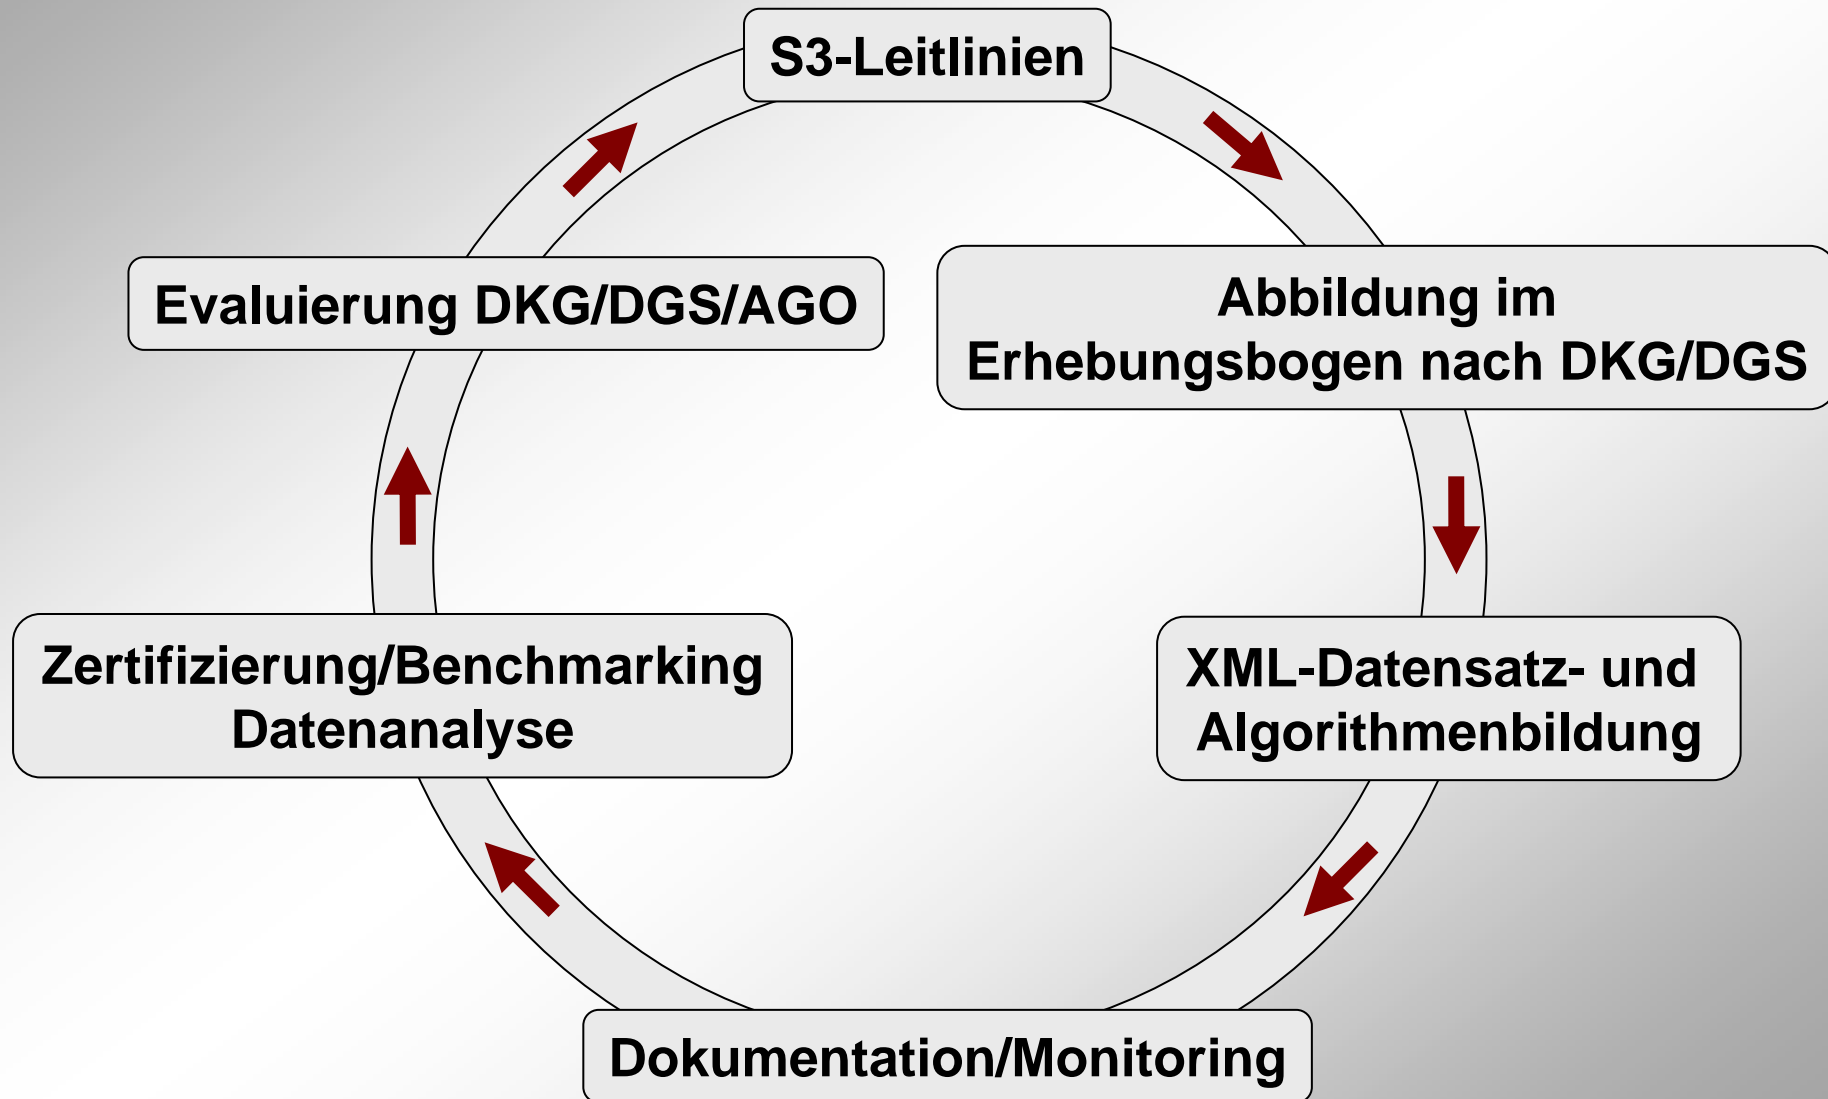 S3-Leitlinien
Evaluierung DKG/DGS/AGO
Abbildung im
Erhebungsbogen nach DKG/DGS
Zertifizierung/Benchmarking
Datenanalyse
XML-Datensatz- und
Algorithmenbildung
Dokumentation/Monitoring